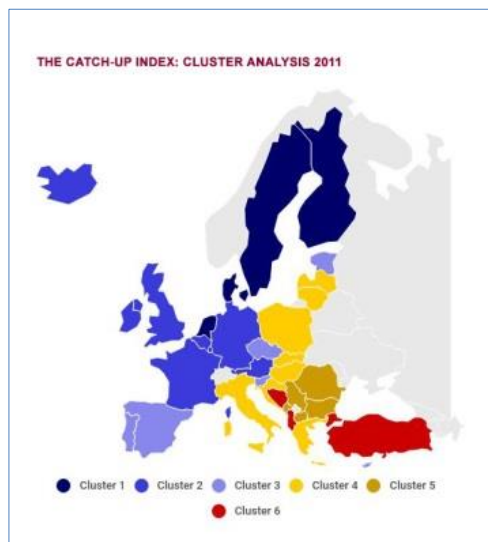 THE CATCH-UP INDEX: CLUSTER ANALYSIS 2011
Cluster 1 Cluster 2 Cluster 3 Cluster 4 Cluster 5
Cluster 6